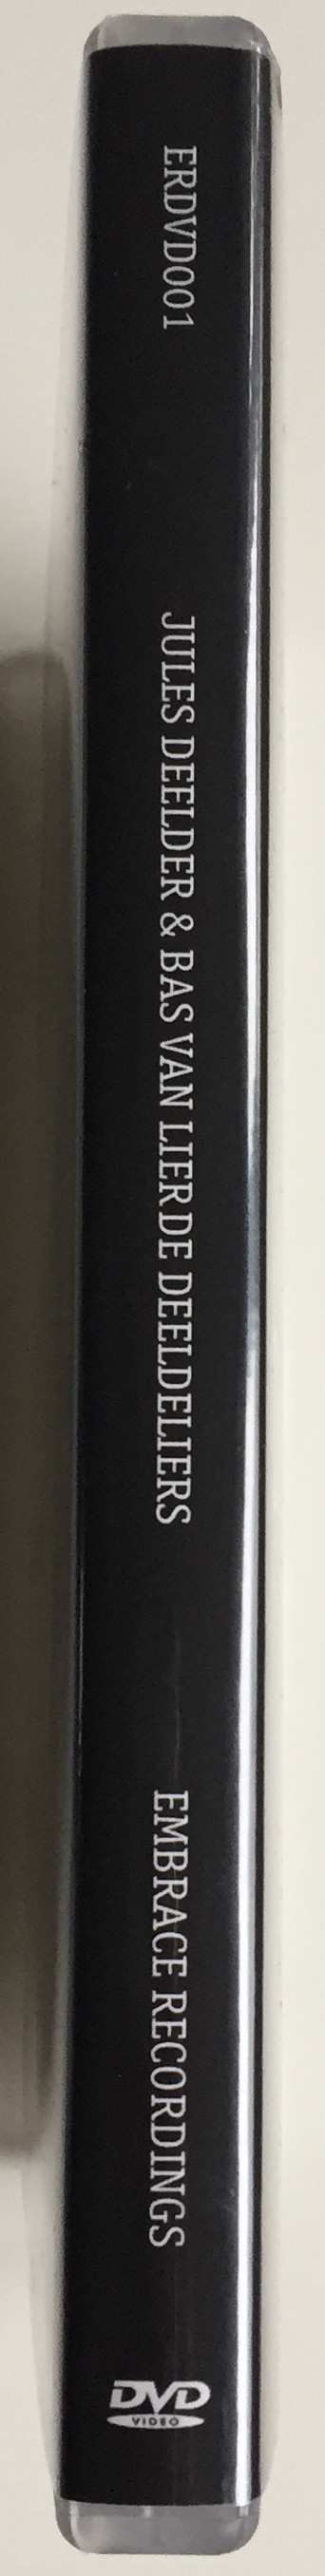 ERDVD001
JULES DEELDER & BAS VAN LIER DE DEELDELIERS
EMBRACE RECORDINGS
DVD
VIDEO